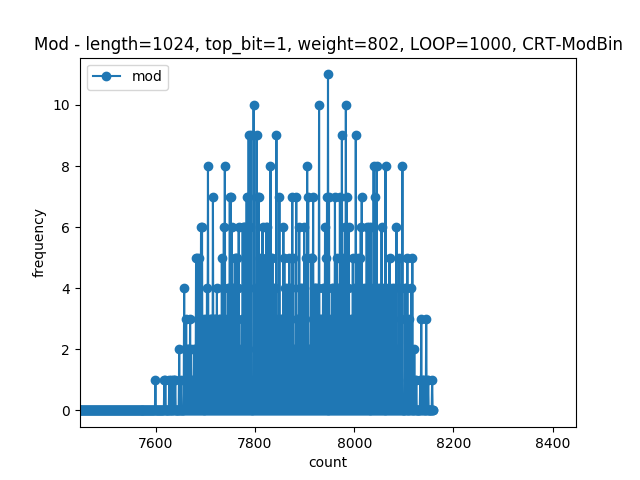 Mod - length=1024, top_bit=1, weight=802, LOOP=1000, CRT-ModBin
mod
10
8
6
4
2
0
frequency
7600 7800 8000 8200 8400
count